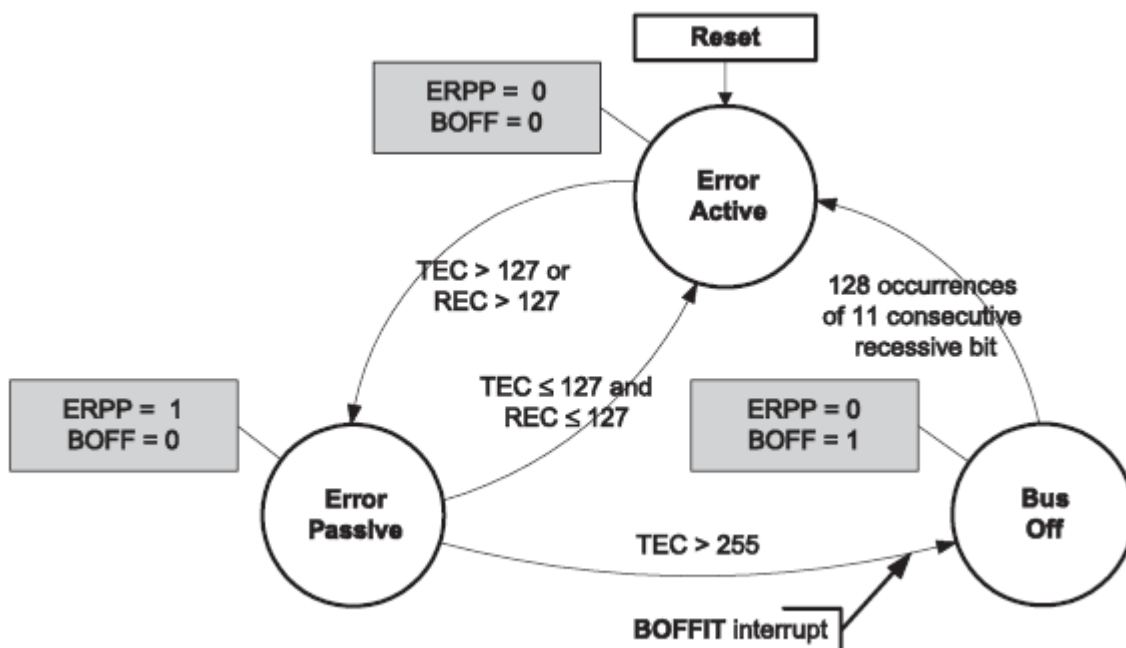 Reset
ERPP = 0
BOFF = 0
Error
Active
TEC > 127 or
REC > 127
128 occurrences
of 11 consecutive
recessive bit
TEC ≤ 127 and
REC ≤ 127
ERPP = 1
BOFF = 0
ERPP = 0
BOFF = 1
Error
Passive
Bus
Off
TEC > 255
BOFFIT interrupt